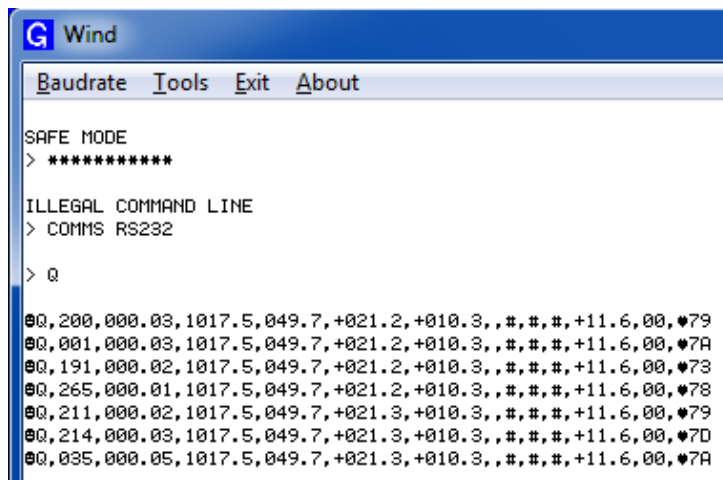 G Wind
Baudrate Tools Exit About
SAFE MODE
> ***********
ILLEGAL COMMAND LINE
> COMMS RS232
> Q
☻Q,200,000.03,1017.5,049.7,+021.2,+010.3,,#,#,#,+11.6,00,♥79
☻Q,001,000.03,1017.5,049.7,+021.2,+010.3,,#,#,#,+11.6,00,♥7A
☻Q,191,000.02,1017.5,049.7,+021.2,+010.3,,#,#,#,+11.6,00,♥73
☻Q,265,000.01,1017.5,049.7,+021.2,+010.3,,#,#,#,+11.6,00,♥78
☻Q,211,000.02,1017.5,049.7,+021.3,+010.3,,#,#,#,+11.6,00,♥79
☻Q,214,000.03,1017.5,049.7,+021.3,+010.3,,#,#,#,+11.6,00,♥7D
☻Q,035,000.05,1017.5,049.7,+021.3,+010.3,,#,#,#,+11.6,00,♥7A